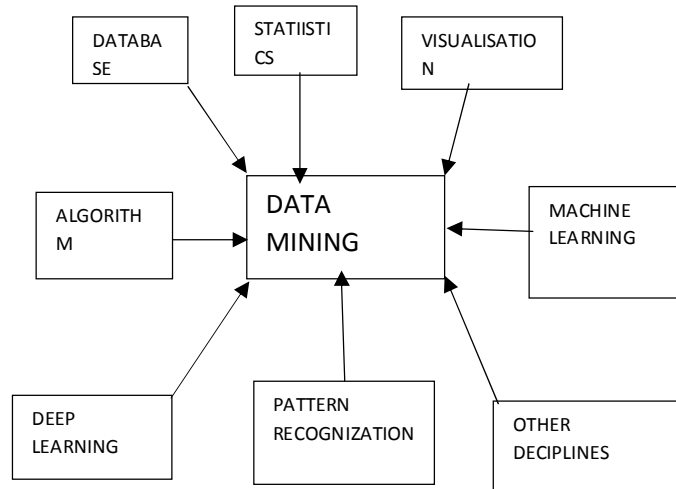 DATABA
SE
STATIISTI
CS
VISUALISATIO
N
ALGORITH
M
DATA
MINING
MACHINE
LEARNING
DEEP
LEARNING
PATTERN
RECOGNIZATION
OTHER
DECIPLINES